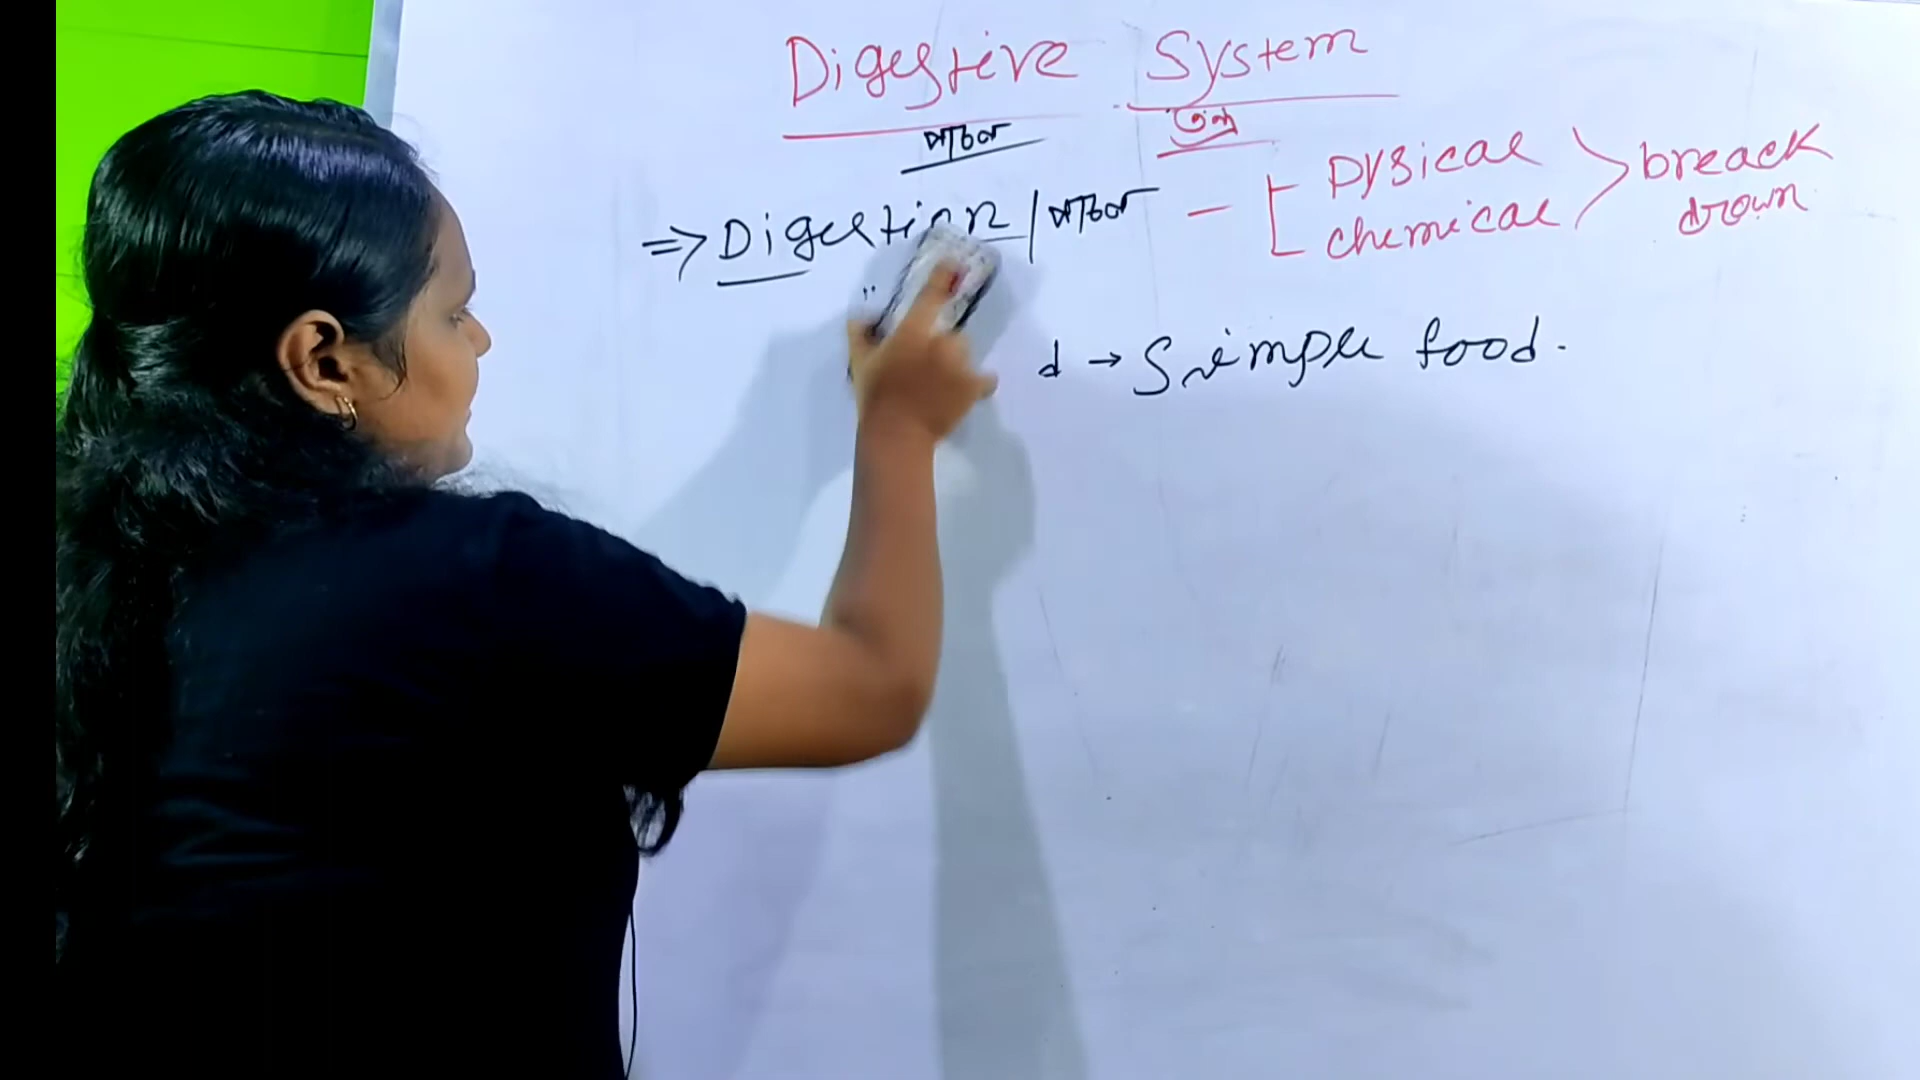 Digestive System
পাচন তন্ত্র
=> Digestion / পাচন - [ Pysical chemical > breack drown
d → Simple food.